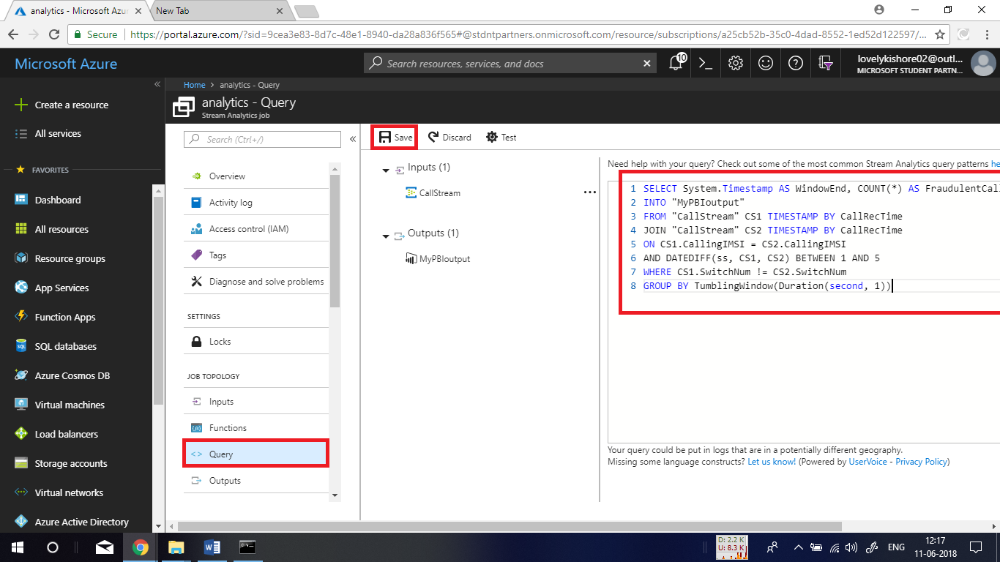 analytics - Microsoft Azur
New Tab
Secure
https://portal.azure.com/?sid=9cea3e83-8d7c-48e1-8940-da28a836f565#@stdntpartners.onmicrosoft.com/resource/subscriptions/a25cb52b-35c0-4dad-8552-1ed52d122597/...
Microsoft Azure
Search resources, services, and docs
10
lovelykishore02@outl...
MICROSOFT STUDENT PARTN...
Create a resource
All services
FAVORITES
Dashboard
All resources
Resource groups
App Services
Function Apps
SQL databases
Azure Cosmos DB
Virtual machines
Load balancers
Storage accounts
Virtual networks
Azure Active Directory
Home > analytics - Query
analytics - Query
Stream Analytics job
Search (Ctrl+/)
Overview
Activity log
Access control (IAM)
Tags
Diagnose and solve problems
SETTINGS
Locks
JOB TOPOLOGY
Inputs
Functions
<> Query
Outputs
Save
Discard
Test
Inputs (1)
CallStream
...
Outputs (1)
MyPBIoutput
Need help with your query? Check out some of the most common Stream Analytics query patterns he
1 SELECT System.Timestamp AS WindowEnd, COUNT(*) AS FraudulentCal
2 INTO "MyPBIoutput"
3 FROM "CallStream" CS1 TIMESTAMP BY CallRecTime
4 JOIN "CallStream" CS2 TIMESTAMP BY CallRecTime
5 ON CS1.CallingIMSI = CS2.CallingIMSI
6 AND DATEDIFF(ss, CS1, CS2) BETWEEN 1 AND 5
7 WHERE CS1.SwitchNum != CS2.SwitchNum
8 GROUP BY TumblingWindow(Duration(second, 1))
Your query could be put in logs that are in a potentially different geography.
Missing some language constructs? Let us know! (Powered by UserVoice - Privacy Policy)
D: 2.2 K
U: 8.3 K
ENG
12:17
11-06-2018